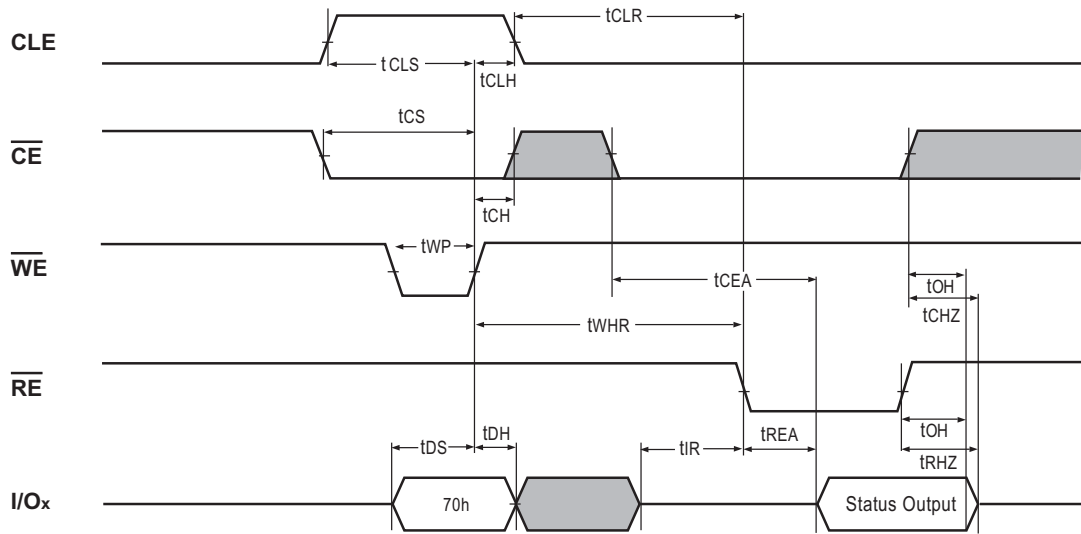 tCLR
CLE
tCLS
tCLH
tCS
CE
tCH
tWP
WE
tCEA
tOH
tCHZ
tWHR
RE
tOH
tDS
tDH
tIR
tREA
tRHZ
I/Ox
70h
Status Output